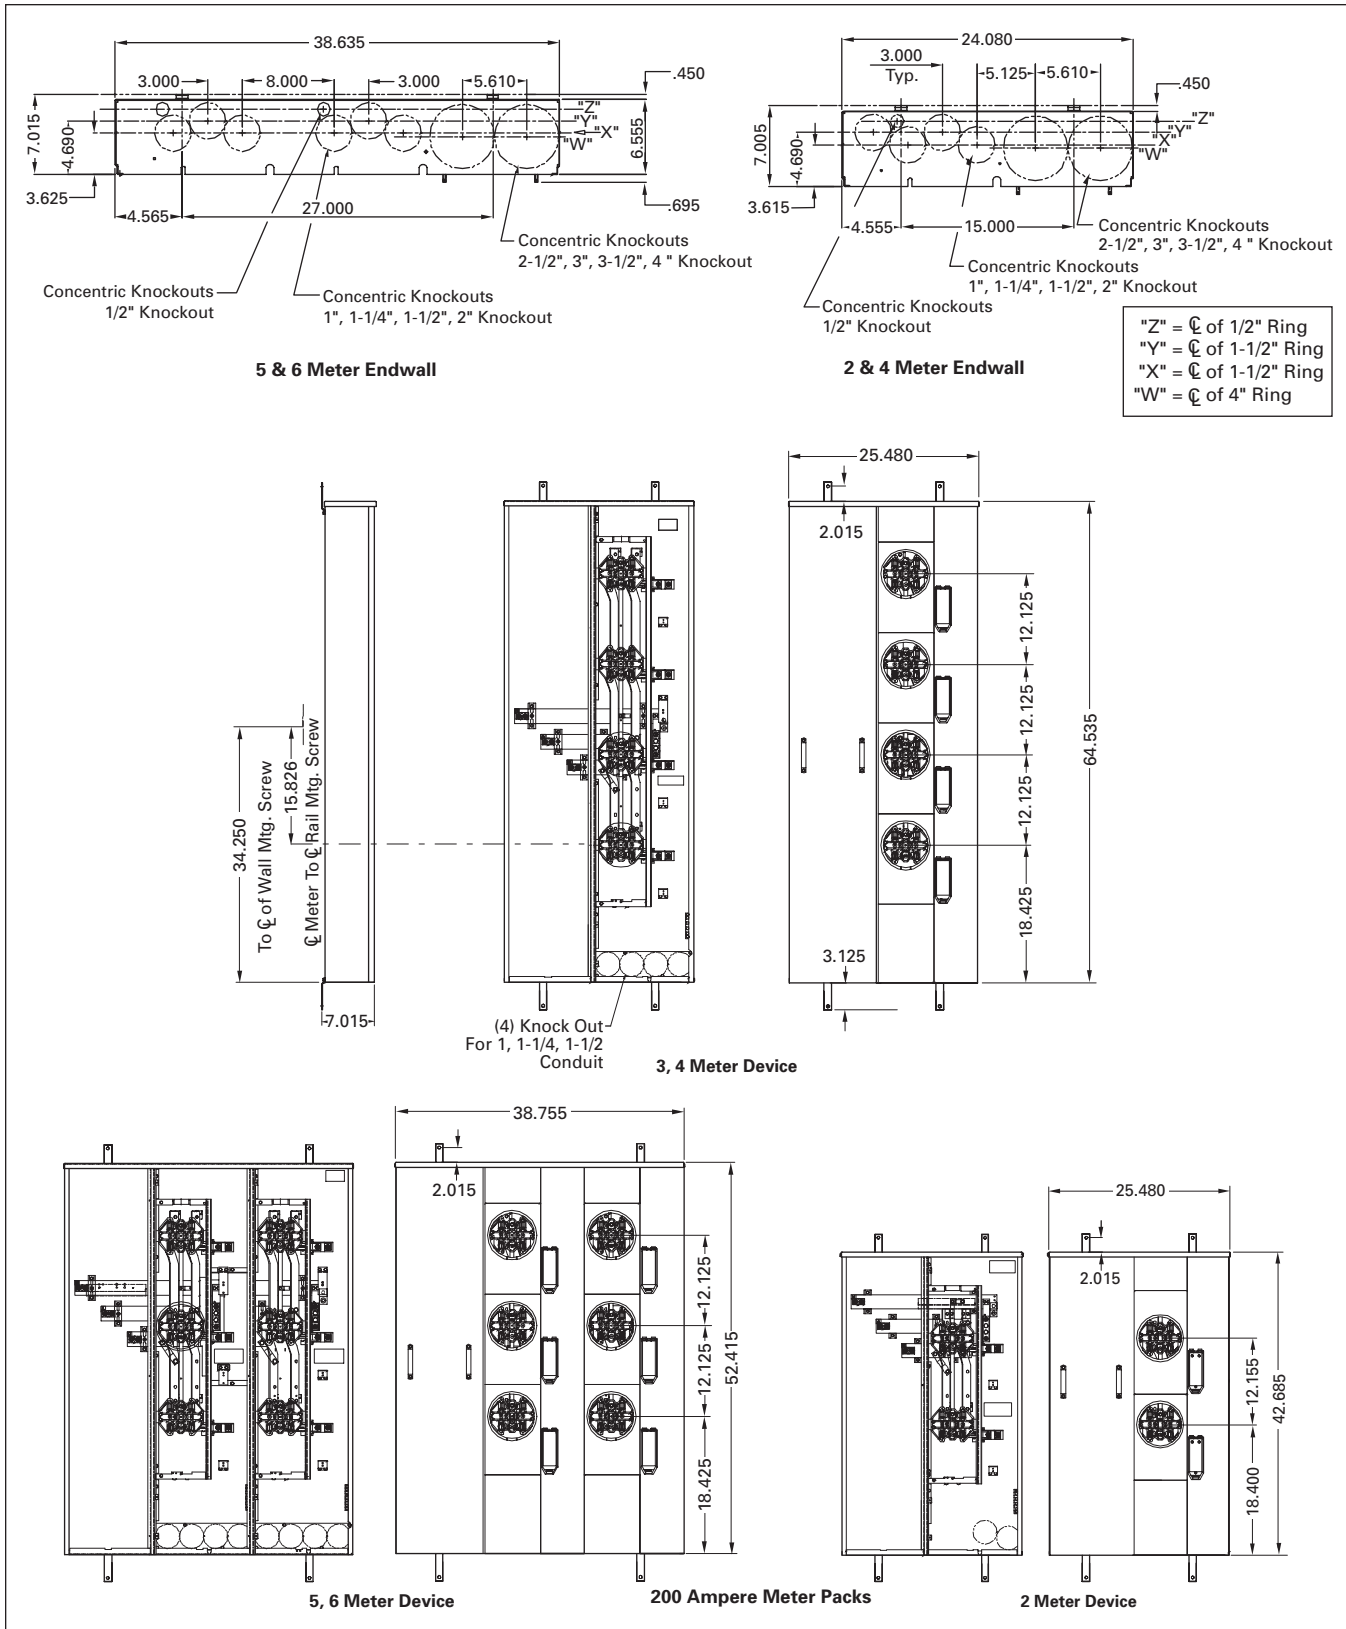 38.635
3.000
8.000
3.000
5.610
.450
7.015
4.690
"Z"
"Y"
"X"
"W"
6.555
3.625
4.565
27.000
.695
Concentric Knockouts
2-1/2", 3", 3-1/2", 4 " Knockout
Concentric Knockouts
1/2" Knockout
Concentric Knockouts
1", 1-1/4", 1-1/2", 2" Knockout
5 & 6 Meter Endwall
24.080
3.000
Typ.
5.125
5.610
.450
7.005
4.690
"Z"
"Y"
"X"
"W"
3.615
4.555
15.000
Concentric Knockouts
2-1/2", 3", 3-1/2", 4 " Knockout
Concentric Knockouts
1", 1-1/4", 1-1/2", 2" Knockout
Concentric Knockouts
1/2" Knockout
2 & 4 Meter Endwall
"Z" = ℄ of 1/2" Ring
"Y" = ℄ of 1-1/2" Ring
"X" = ℄ of 1-1/2" Ring
"W" = ℄ of 4" Ring
34.250
To ℄ of Wall Mtg. Screw
15.826
℄ Meter To ℄ Rail Mtg. Screw
7.015
(4) Knock Out
For 1, 1-1/4, 1-1/2
Conduit
25.480
2.015
12.125
12.125
12.125
18.425
64.535
3.125
3, 4 Meter Device
38.755
2.015
12.125
12.125
18.425
52.415
5, 6 Meter Device
200 Ampere Meter Packs
25.480
2.015
12.155
18.400
42.685
2 Meter Device